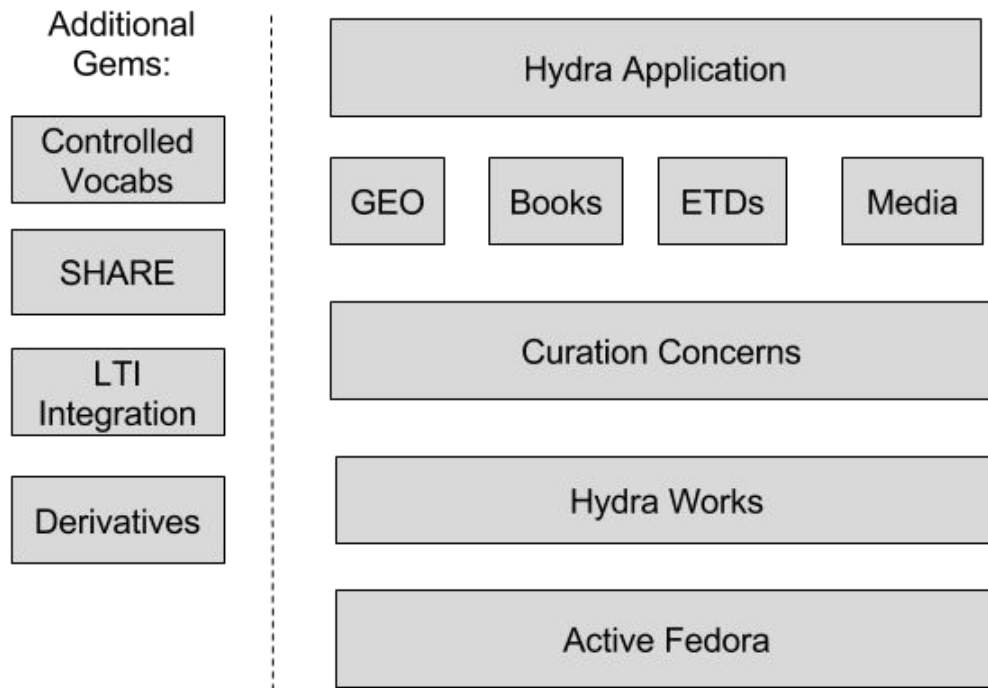 Additional
Gems:
Controlled
Vocabs
SHARE
LTI
Integration
Derivatives
Hydra Application
GEO
Books
ETDs
Media
Curation Concerns
Hydra Works
Active Fedora